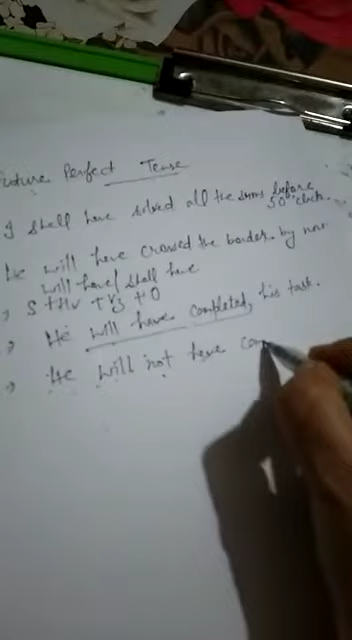 Future Perfect Tense
I shall have solved all the sums before
5 O'clock.
He will have crossed the border by now
will have/ shall have
S + Hv + V3 + O
He will have completed his task.
He will not have com